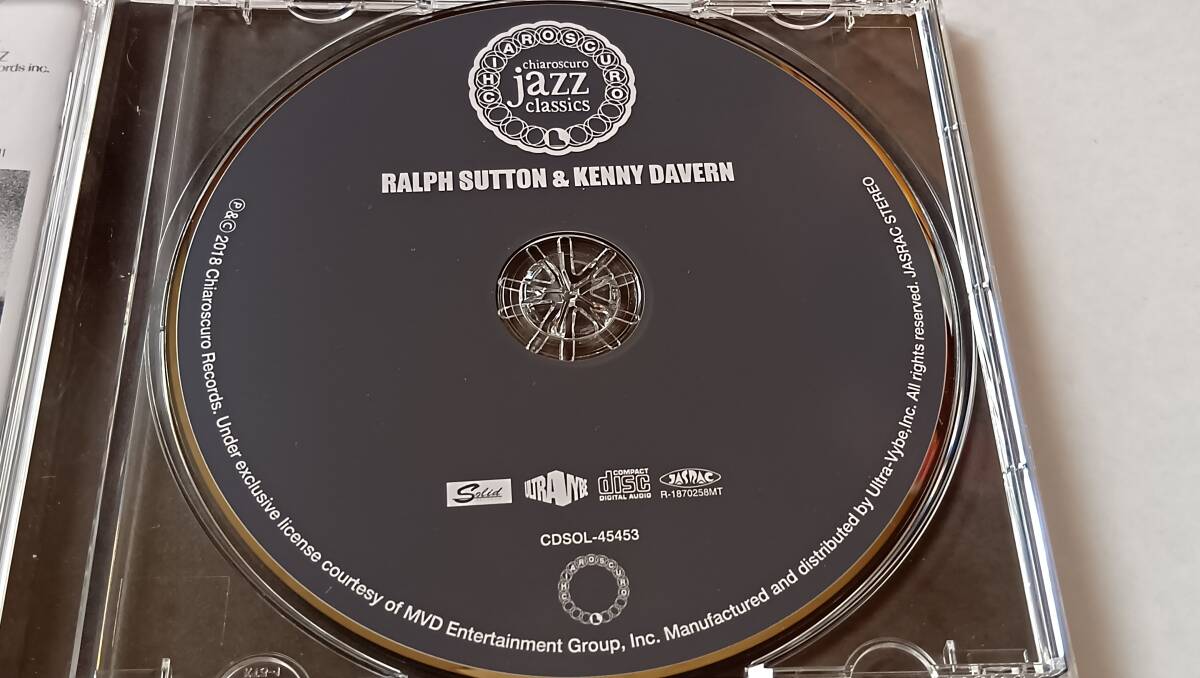 Z
ords inc.
CHIAROSCURO
chiaroscuro
jazz
classics
RALPH SUTTON & KENNY DAVERN
℗&© 2018 Chiaroscuro Records. Under exclusive license courtesy of MVD Entertainment Group, Inc. Manufactured and distributed by Ultra-Vybe,Inc. All rights reserved. JASRAC STEREO
Solid
ULTRA VYBE
COMPACT
disc
DIGITAL AUDIO
JASRAC
R-1870258MT
CDSOL-45453
CHIAROSCURO